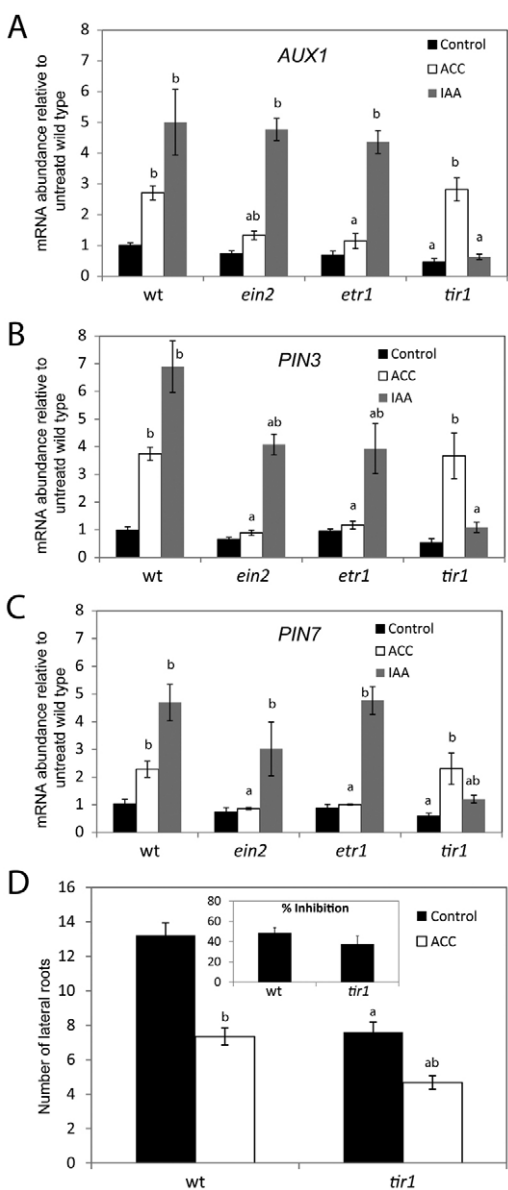 A
AUX1
Control
ACC
IAA
mRNA abundance relative to
untreatd wild type
8
7
6
5
4
3
2
1
0
b
b
ab
b
a
b
a
b
a
wt
ein2
etr1
tir1
B
PIN3
Control
ACC
IAA
mRNA abundance relative to
untreatd wild type
8
7
6
5
4
3
2
1
0
b
b
a
ab
a
ab
b
a
wt
ein2
etr1
tir1
C
PIN7
Control
ACC
IAA
mRNA abundance relative to
untreatd wild type
8
7
6
5
4
3
2
1
0
b
b
a
b
a
b
a
b
ab
wt
ein2
etr1
tir1
D
Number of lateral roots
16
14
12
10
8
6
4
2
0
% Inhibition
80
60
40
20
0
wt
tir1
Control
ACC
b
a
ab
wt
tir1